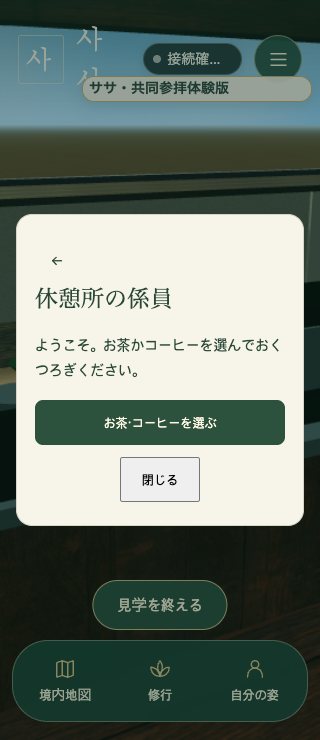 사
사
사
接続確…
ササ・共同参拝体験版
←
休憩所の係員
ようこそ。お茶かコーヒーを選んでおく
つろぎください。
お茶·コーヒーを選ぶ
閉じる
見学を終える
境内地図
修行
自分の姿